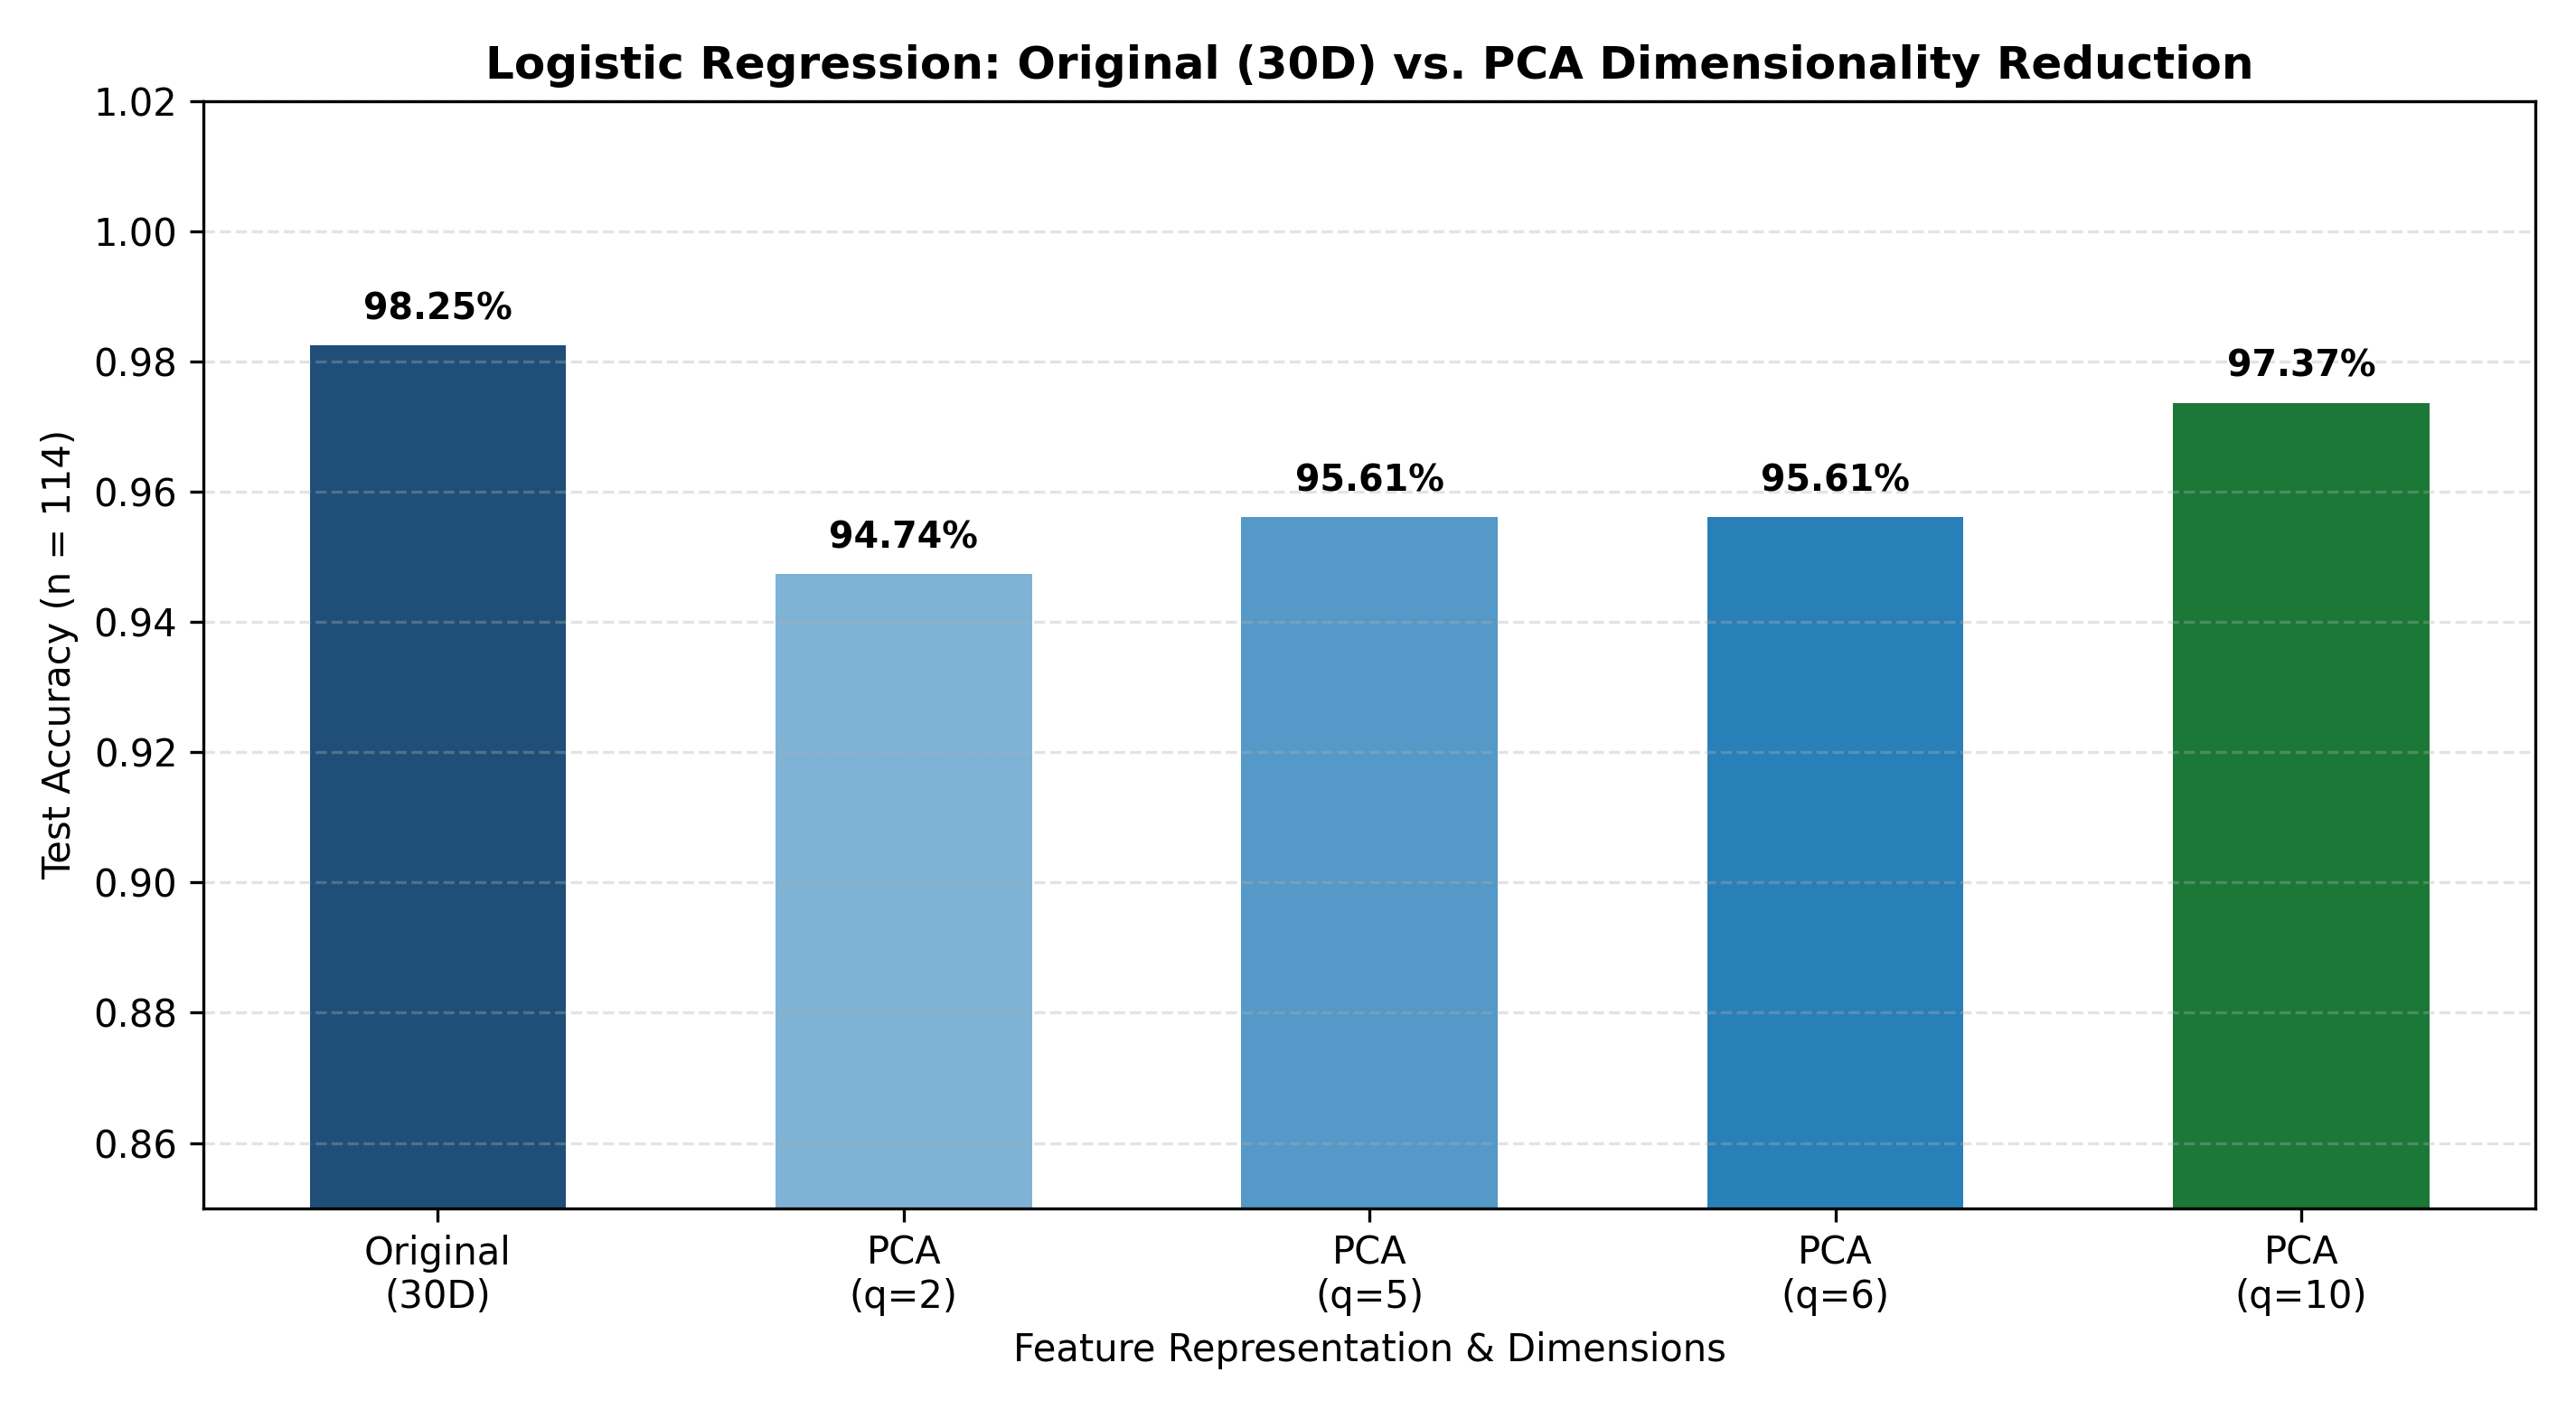 Logistic Regression: Original (30D) vs. PCA Dimensionality Reduction
1.02
1.00
0.98
0.96
0.94
0.92
0.90
0.88
0.86
Test Accuracy (n = 114)
98.25%
94.74%
95.61%
95.61%
97.37%
Original
(30D)
PCA
(q=2)
PCA
(q=5)
PCA
(q=6)
PCA
(q=10)
Feature Representation & Dimensions